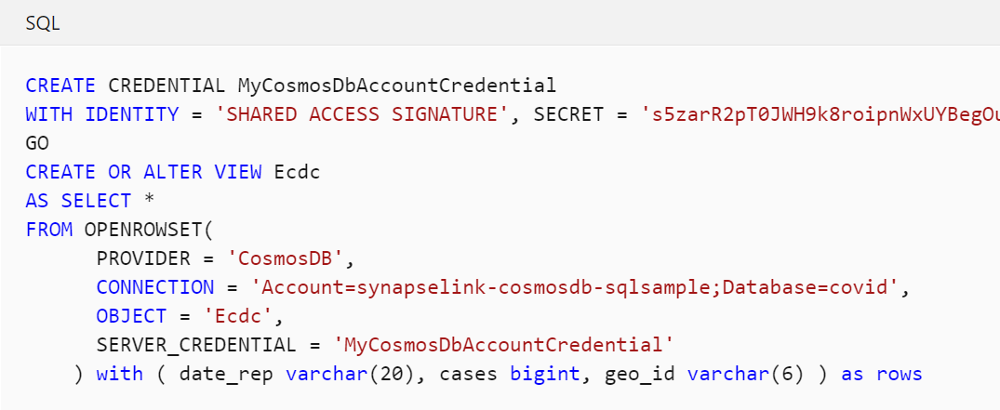 SQL
CREATE CREDENTIAL MyCosmosDbAccountCredential
WITH IDENTITY = 'SHARED ACCESS SIGNATURE', SECRET = 's5zarR2pT0JWH9k8roipnWxUYBegOu
GO
CREATE OR ALTER VIEW Ecdc
AS SELECT *
FROM OPENROWSET(
PROVIDER = 'CosmosDB',
CONNECTION = 'Account=synapselink-cosmosdb-sqlsample;Database=covid',
OBJECT = 'Ecdc',
SERVER_CREDENTIAL = 'MyCosmosDbAccountCredential'
) with ( date_rep varchar(20), cases bigint, geo_id varchar(6) ) as rows